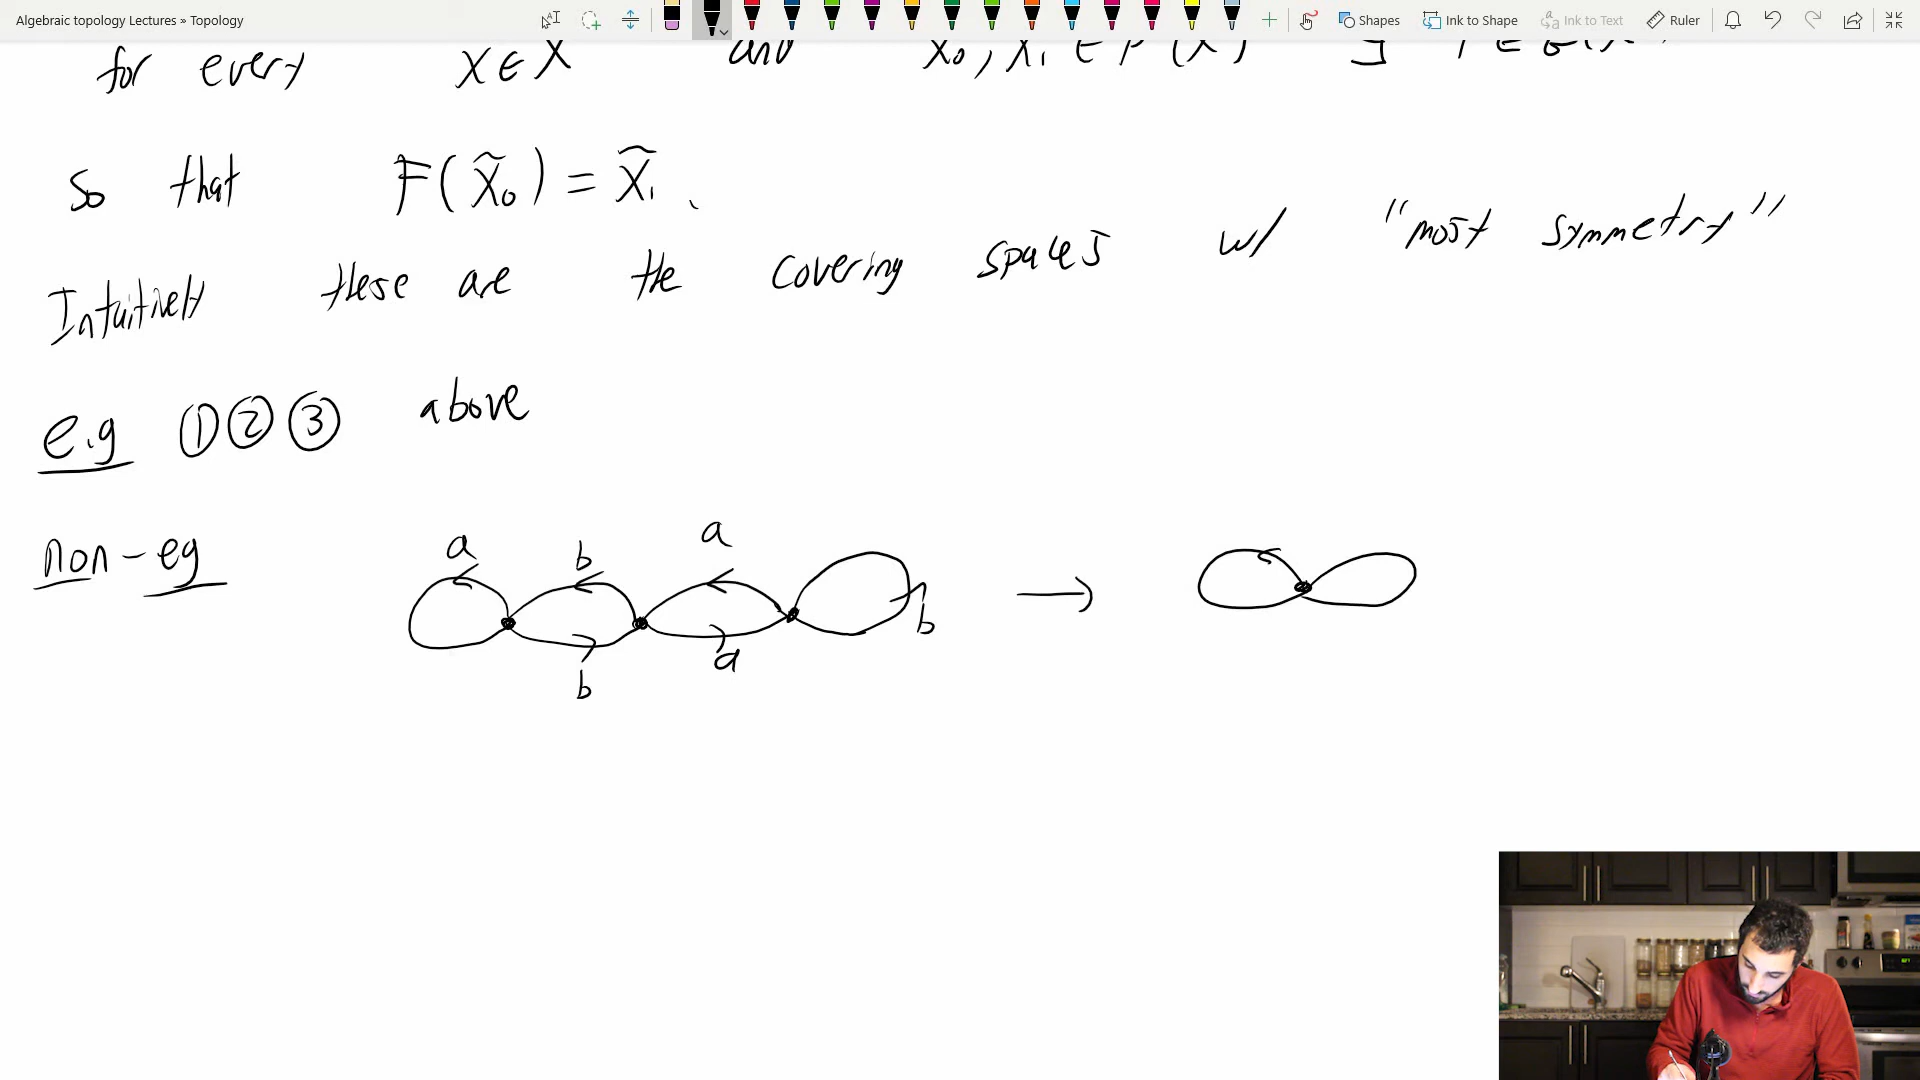 Algebraic topology Lectures » Topology
Shapes Ink to Shape Ink to Text Ruler
for every x ∈ X and
So that F(x̃₀) = x̃₁.
Intuitively these are the covering spaces w/ "most symmetry"
e.g ① ② ③ above
non-eg
a b a
b a b
→